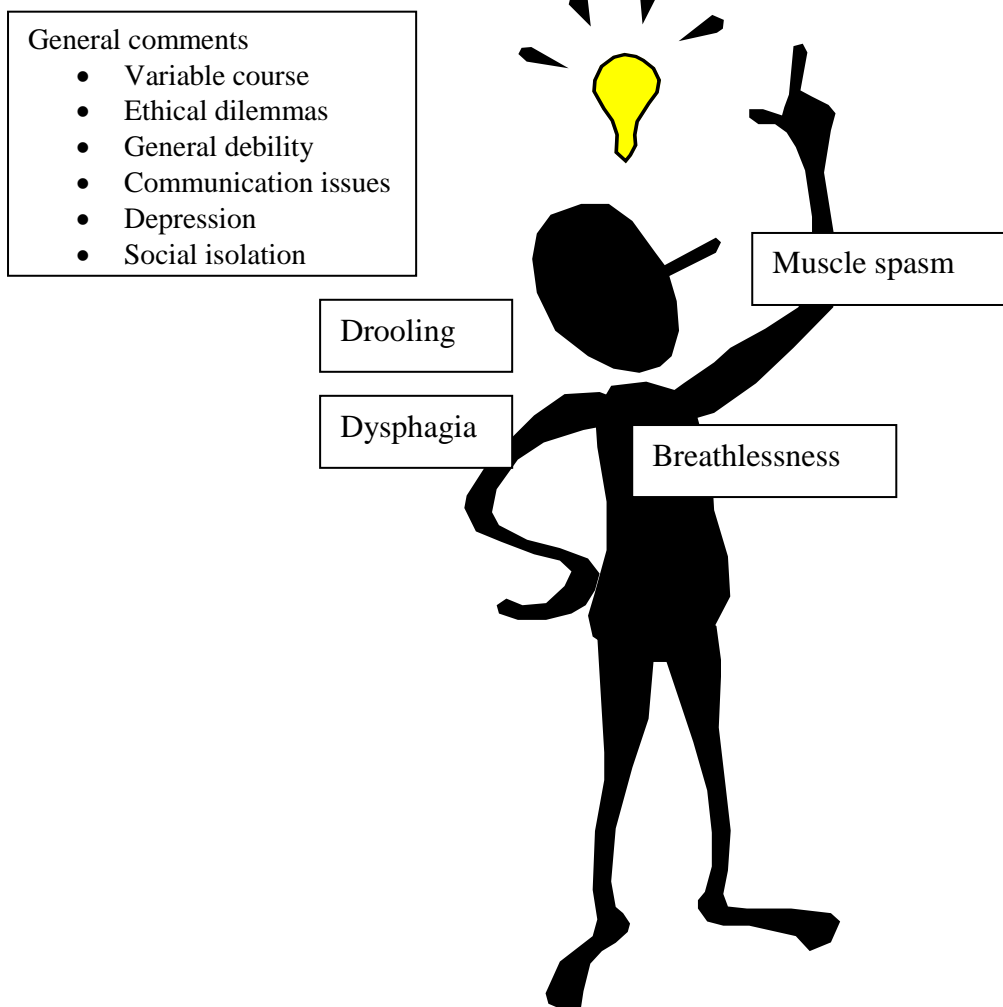 General comments
• Variable course
• Ethical dilemmas
• General debility
• Communication issues
• Depression
• Social isolation
Muscle spasm
Drooling
Dysphagia
Breathlessness